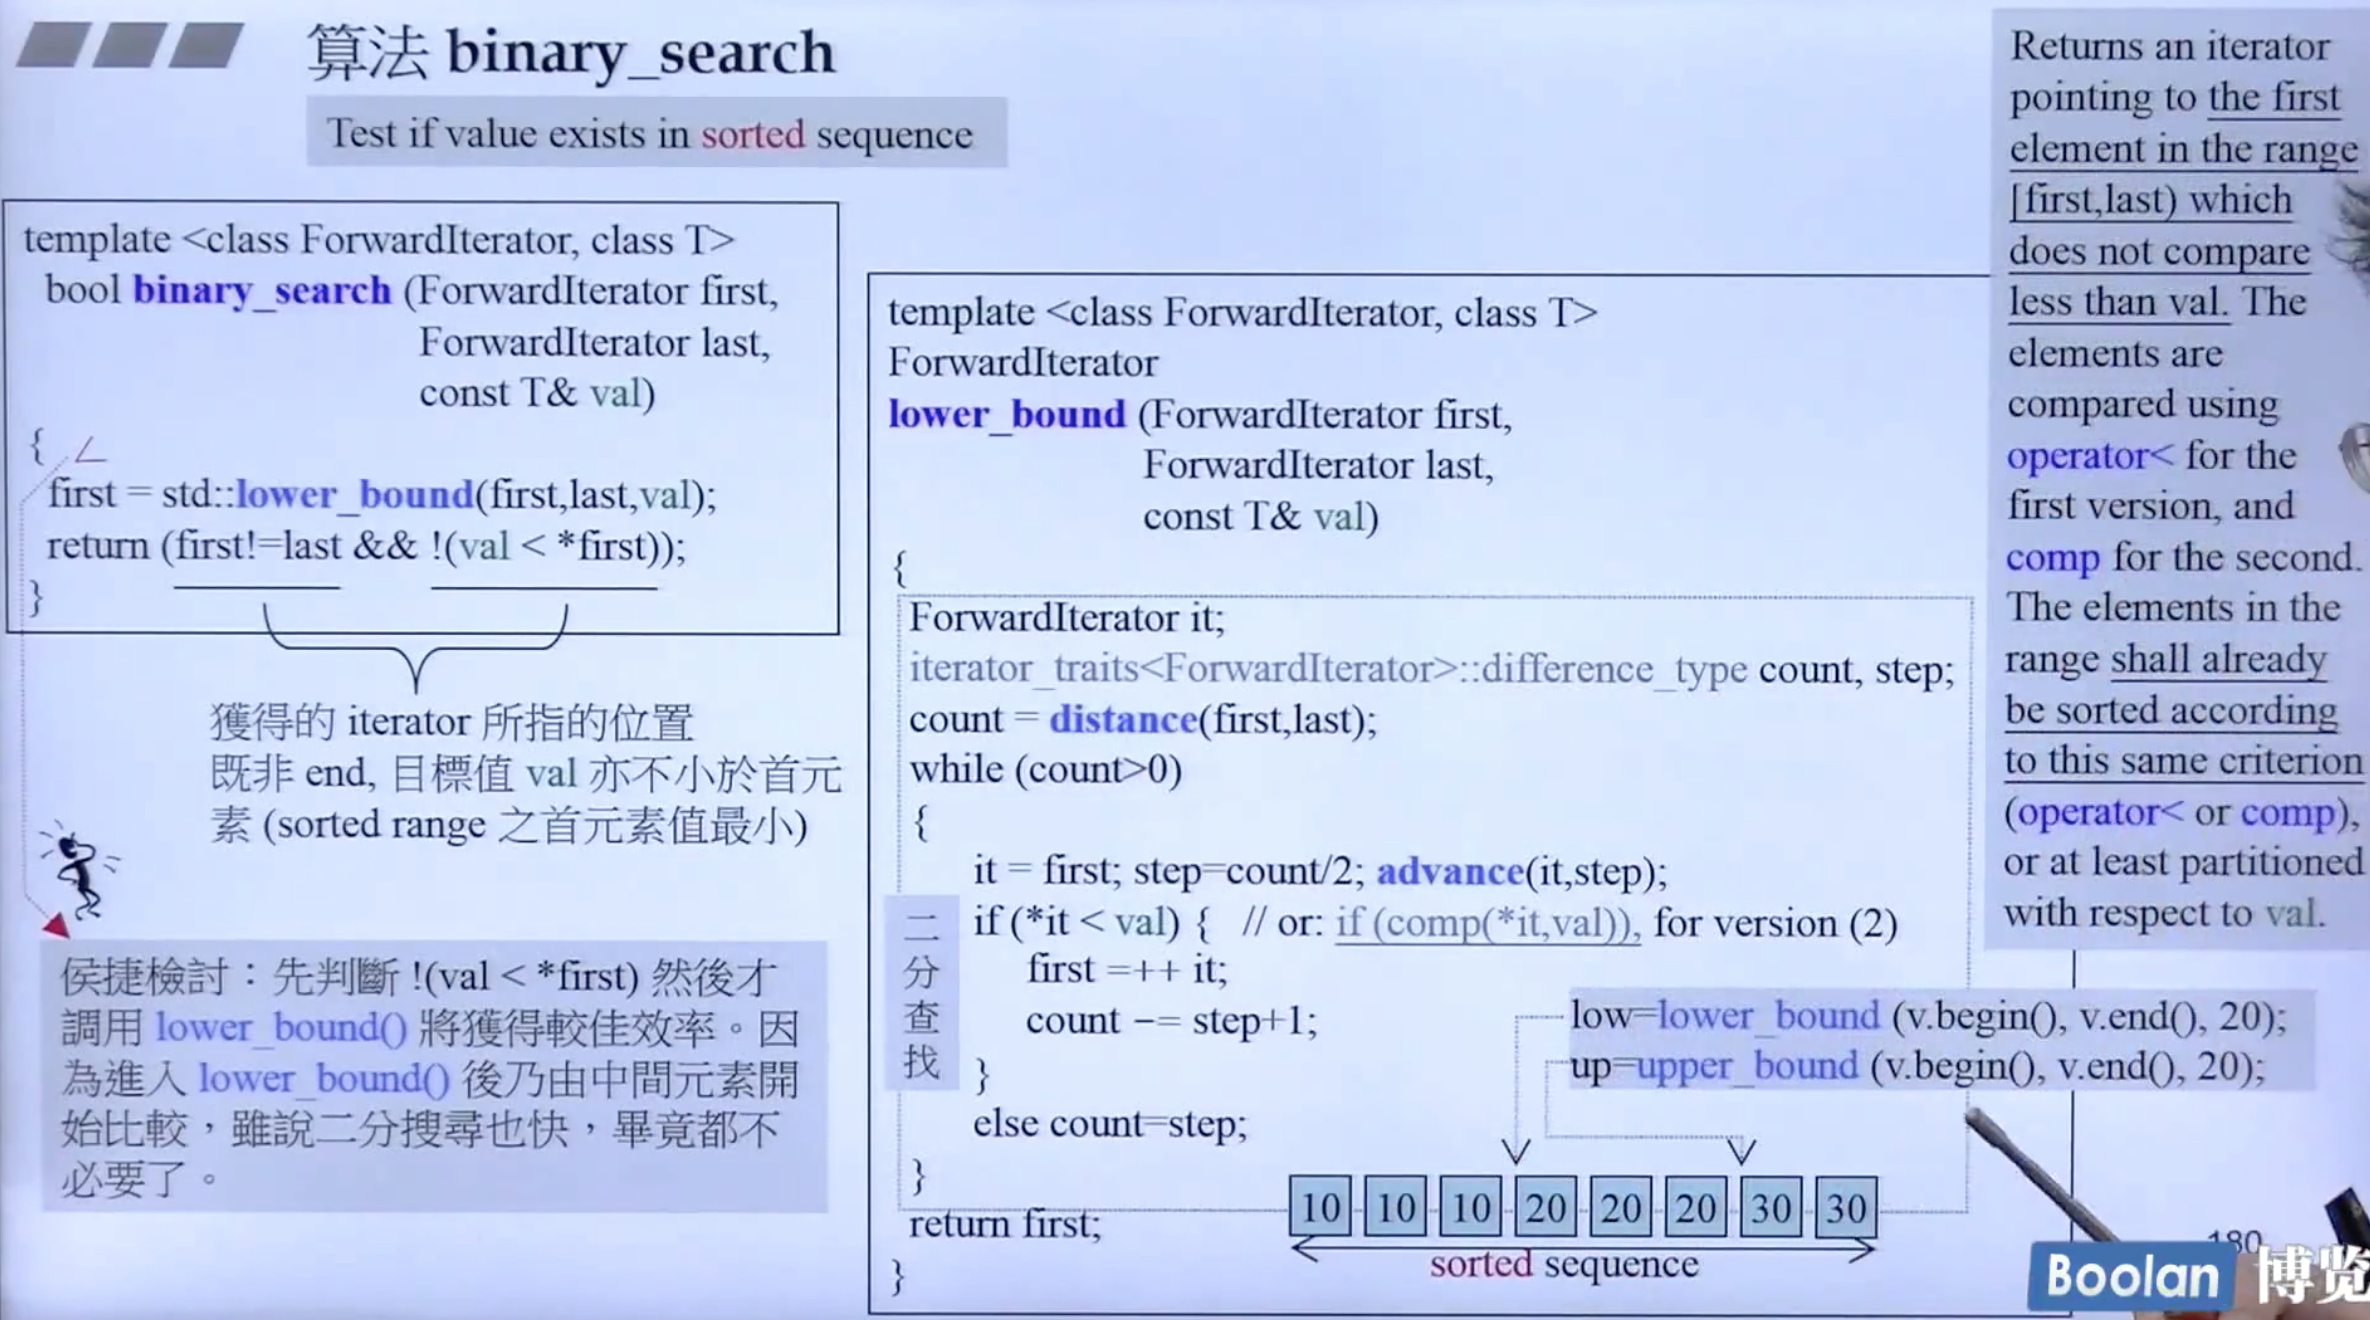 算法 binary_search
Test if value exists in sorted sequence
template <class ForwardIterator, class T>
bool binary_search (ForwardIterator first,
ForwardIterator last,
const T& val)
{
first = std::lower_bound(first,last,val);
return (first!=last && !(val < *first));
}
獲得的 iterator 所指的位置
既非 end, 目標值 val 亦不小於首元
素 (sorted range 之首元素值最小)
侯捷檢討：先判斷 !(val < *first) 然後才
調用 lower_bound() 將獲得較佳效率。因
為進入 lower_bound() 後乃由中間元素開
始比較，雖說二分搜尋也快，畢竟都不
必要了。
template <class ForwardIterator, class T>
ForwardIterator
lower_bound (ForwardIterator first,
ForwardIterator last,
const T& val)
{
ForwardIterator it;
iterator_traits<ForwardIterator>::difference_type count, step;
count = distance(first,last);
while (count>0)
{
it = first; step=count/2; advance(it,step);
if (*it < val) { // or: if (comp(*it,val)), for version (2)
first =++ it;
count -= step+1;
}
else count=step;
}
return first;
}
二
分
查
找
low=lower_bound (v.begin(), v.end(), 20);
up=upper_bound (v.begin(), v.end(), 20);
10 10 10 20 20 20 30 30
sorted sequence
Returns an iterator
pointing to the first
element in the range
[first,last) which
does not compare
less than val. The
elements are
compared using
operator< for the
first version, and
comp for the second.
The elements in the
range shall already
be sorted according
to this same criterion
(operator< or comp),
or at least partitioned
with respect to val.
180
Boolan 博览